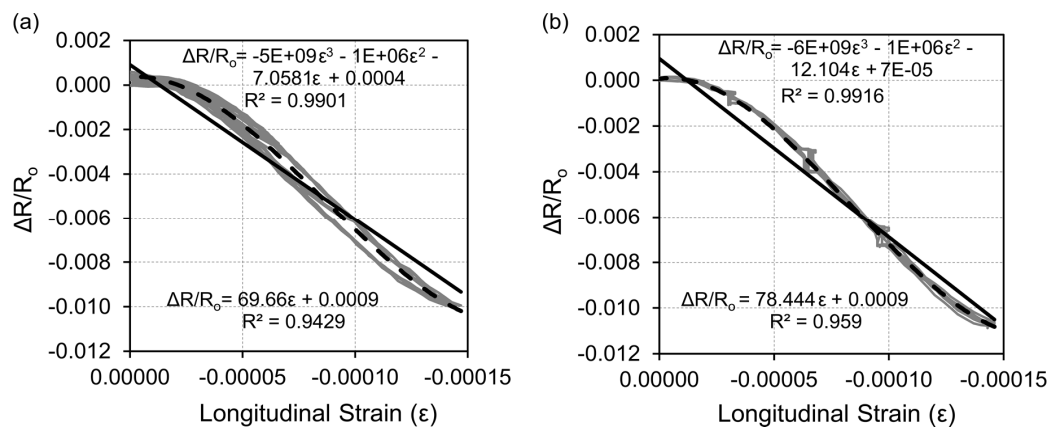 (a)
0.002
0.000
-0.002
-0.004
-0.006
-0.008
-0.010
-0.012
ΔR/Rₒ
ΔR/Rₒ= -5E+09ε³ - 1E+06ε² -
7.0581ε + 0.0004
R² = 0.9901
ΔR/Rₒ= 69.66ε + 0.0009
R² = 0.9429
0.00000 -0.00005 -0.00010 -0.00015
Longitudinal Strain (ε)
(b)
0.002
0.000
-0.002
-0.004
-0.006
-0.008
-0.010
-0.012
ΔR/Rₒ
ΔR/Rₒ= -6E+09ε³ - 1E+06ε² -
12.104ε + 7E-05
R² = 0.9916
ΔR/Rₒ= 78.444ε + 0.0009
R² = 0.959
0.00000 -0.00005 -0.00010 -0.00015
Longitudinal Strain (ε)